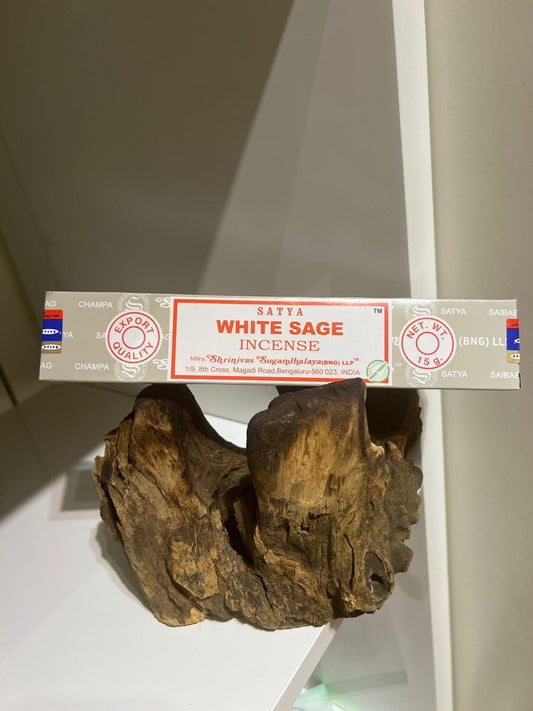 AG CHAMPA
SATYA SAIBAB
EXPORT QUALITY
SATYA TM
WHITE SAGE
INCENSE
Mfrs. Shrinivas Sugandhalaya (BNG) LLP™
1/9, 8th Cross, Magadi Road, Bengaluru-560 023, INDIA
NET. WT. 15 g.
(BNG) LL
SATYA
SAIBAB